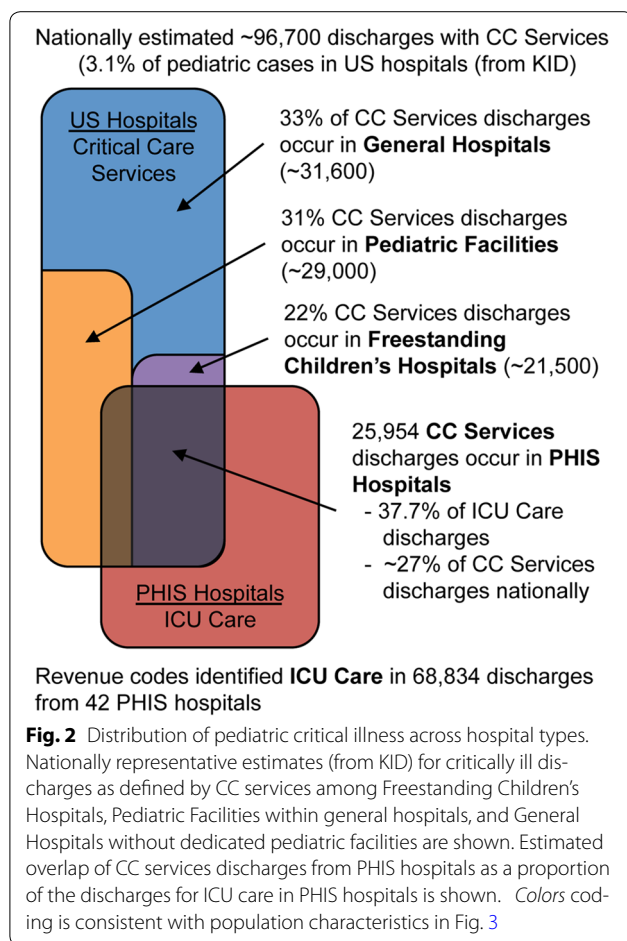 Nationally estimated ~96,700 discharges with CC Services
(3.1% of pediatric cases in US hospitals (from KID)
US Hospitals
Critical Care
Services
33% of CC Services discharges
occur in General Hospitals
(~31,600)
31% CC Services discharges
occur in Pediatric Facilities
(~29,000)
22% CC Services discharges
occur in Freestanding
Children's Hospitals (~21,500)
25,954 CC Services
discharges occur in PHIS
Hospitals
- 37.7% of ICU Care
discharges
- ~27% of CC Services
discharges nationally
PHIS Hospitals
ICU Care
Revenue codes identified ICU Care in 68,834 discharges
from 42 PHIS hospitals
Fig. 2 Distribution of pediatric critical illness across hospital types.
Nationally representative estimates (from KID) for critically ill dis-
charges as defined by CC services among Freestanding Children's
Hospitals, Pediatric Facilities within general hospitals, and General
Hospitals without dedicated pediatric facilities are shown. Estimated
overlap of CC services discharges from PHIS hospitals as a proportion
of the discharges for ICU care in PHIS hospitals is shown. Colors cod-
ing is consistent with population characteristics in Fig. 3